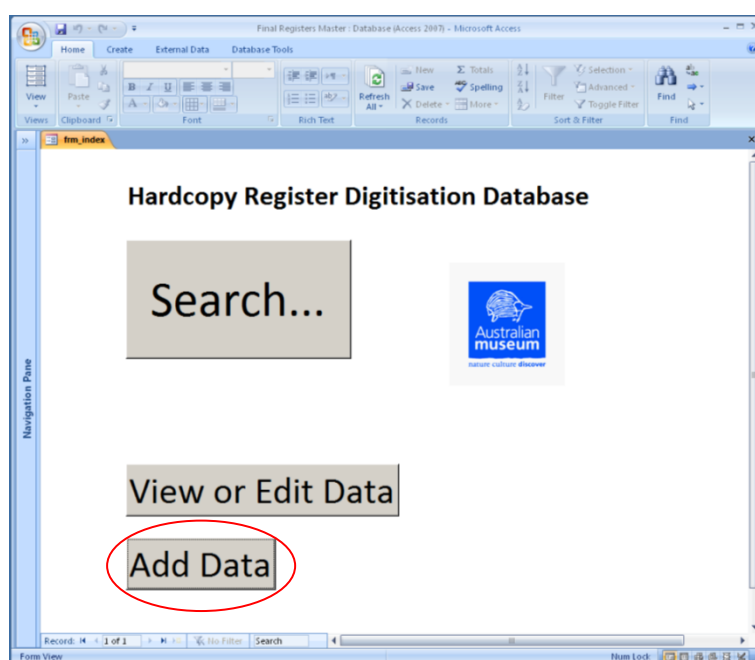 Final Registers Master : Database (Access 2007) - Microsoft Access
Home Create External Data Database Tools
View Paste B I U Refresh All New Save Delete Σ Totals Spelling More Filter Selection Advanced Toggle Filter Find
Views Clipboard Font Rich Text Records Sort & Filter Find
frm_index
Hardcopy Register Digitisation Database
Search...
Australian
museum
nature culture discover
Navigation Pane
View or Edit Data
Add Data
Record: 1 of 1 No Filter Search
Form View Num Lock